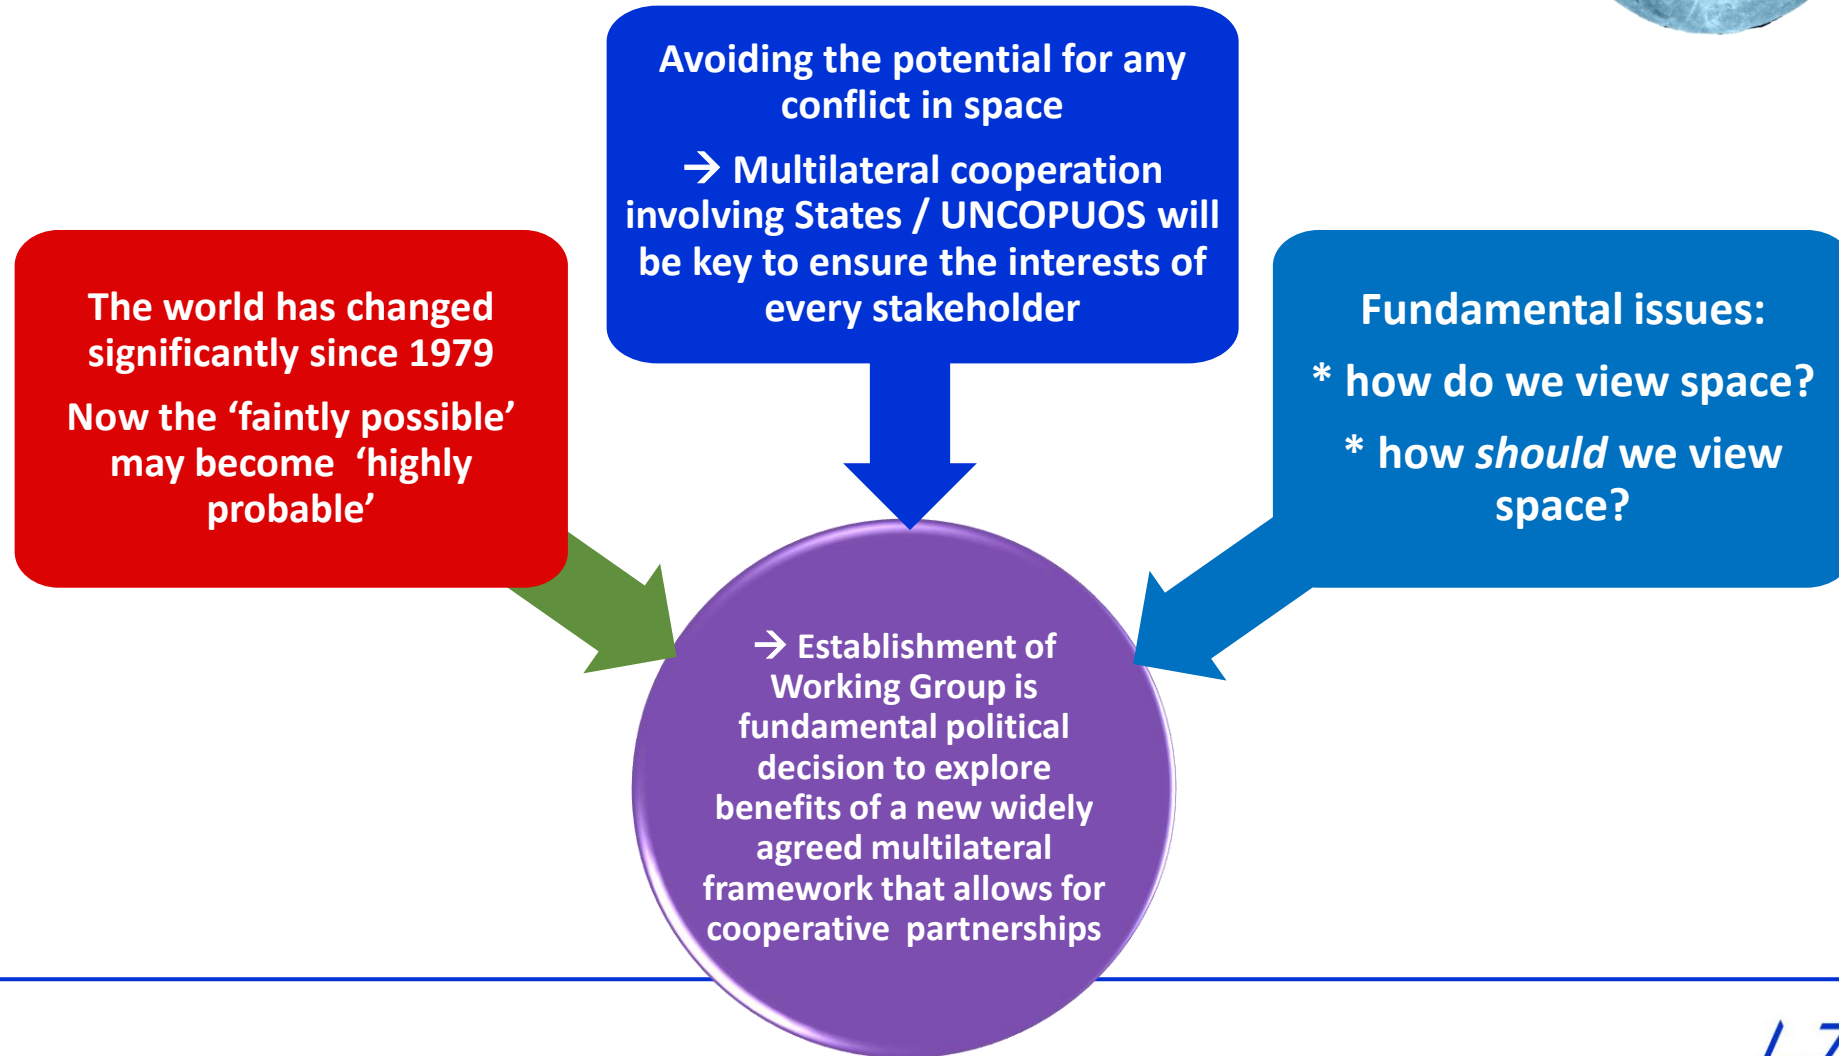 Avoiding the potential for any
conflict in space
→ Multilateral cooperation
involving States / UNCOPUOS will
be key to ensure the interests of
every stakeholder
The world has changed
significantly since 1979
Now the ‘faintly possible’
may become ‘highly
probable’
Fundamental issues:
* how do we view space?
* how should we view
space?
→ Establishment of
Working Group is
fundamental political
decision to explore
benefits of a new widely
agreed multilateral
framework that allows for
cooperative partnerships